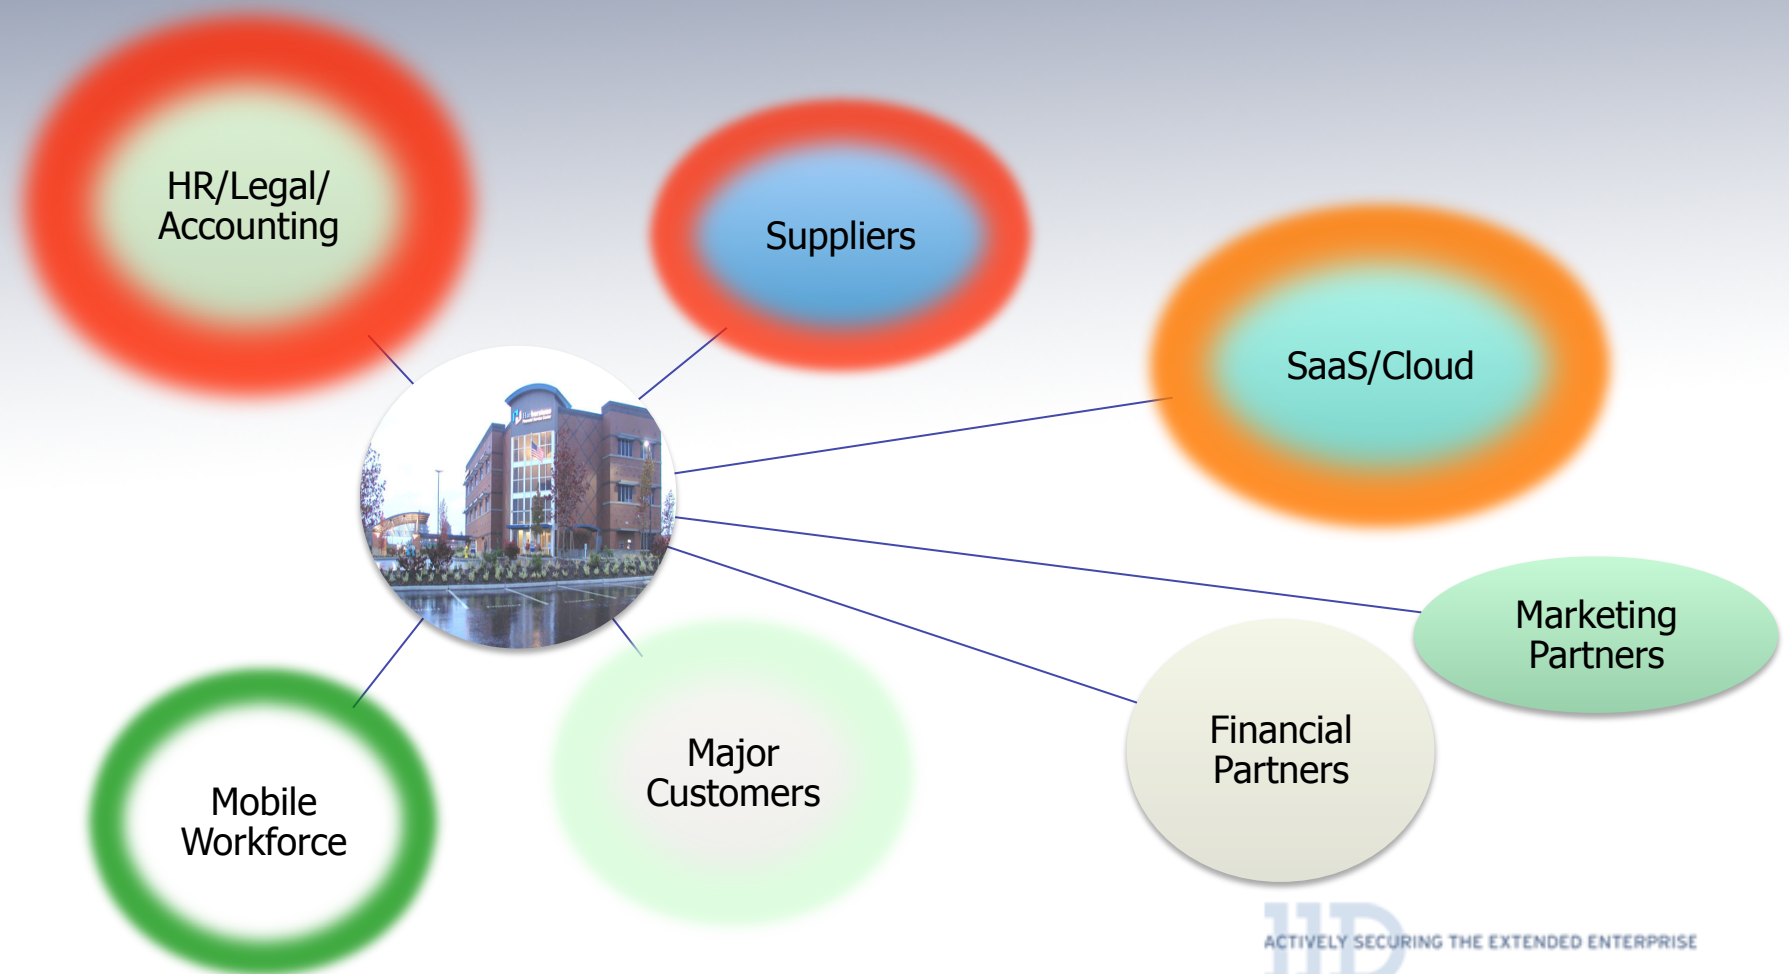 HR/Legal/
Accounting
Suppliers
SaaS/Cloud
Marketing
Partners
Financial
Partners
Major
Customers
Mobile
Workforce
IID
ACTIVELY SECURING THE EXTENDED ENTERPRISE